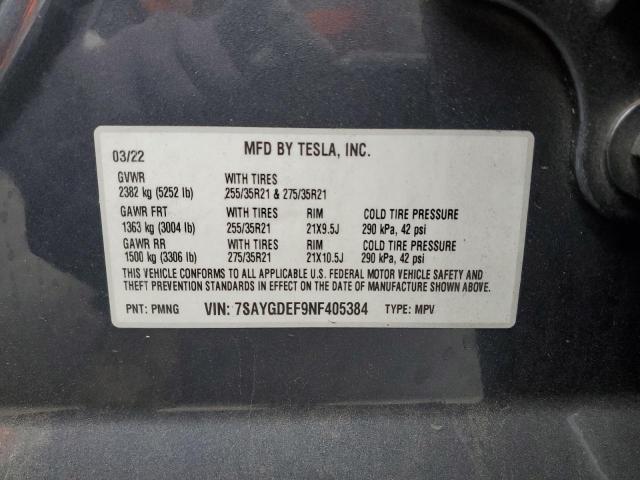 03/22 MFD BY TESLA, INC.
GVWR WITH TIRES
2382 kg (5252 lb) 255/35R21 & 275/35R21
GAWR FRT WITH TIRES RIM COLD TIRE PRESSURE
1363 kg (3004 lb) 255/35R21 21X9.5J 290 kPa, 42 psi
GAWR RR WITH TIRES RIM COLD TIRE PRESSURE
1500 kg (3306 lb) 275/35R21 21X10.5J 290 kPa, 42 psi
THIS VEHICLE CONFORMS TO ALL APPLICABLE U.S. FEDERAL MOTOR VEHICLE SAFETY AND
THEFT PREVENTION STANDARDS IN EFFECT ON THE DATE OF MANUFACTURE SHOWN ABOVE.
PNT: PMNG VIN: 7SAYGDEF9NF405384 TYPE: MPV